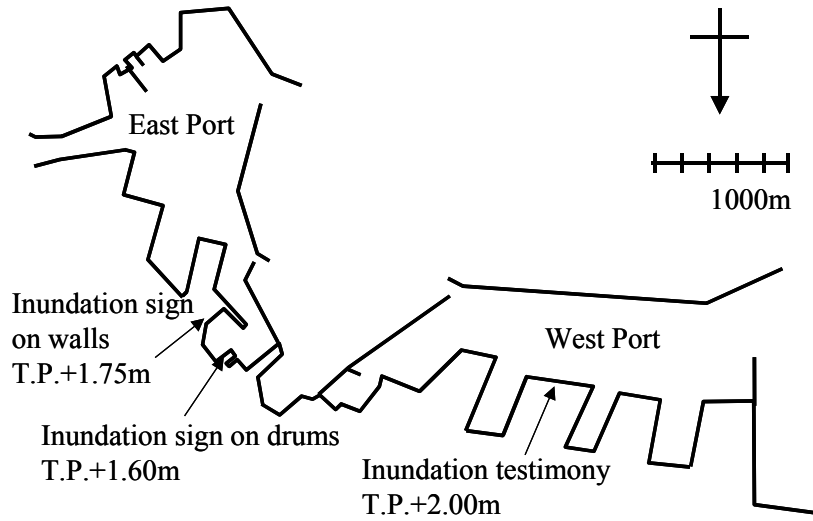 East Port
1000m
Inundation sign
on walls
T.P.+1.75m
West Port
Inundation sign on drums
T.P.+1.60m
Inundation testimony
T.P.+2.00m